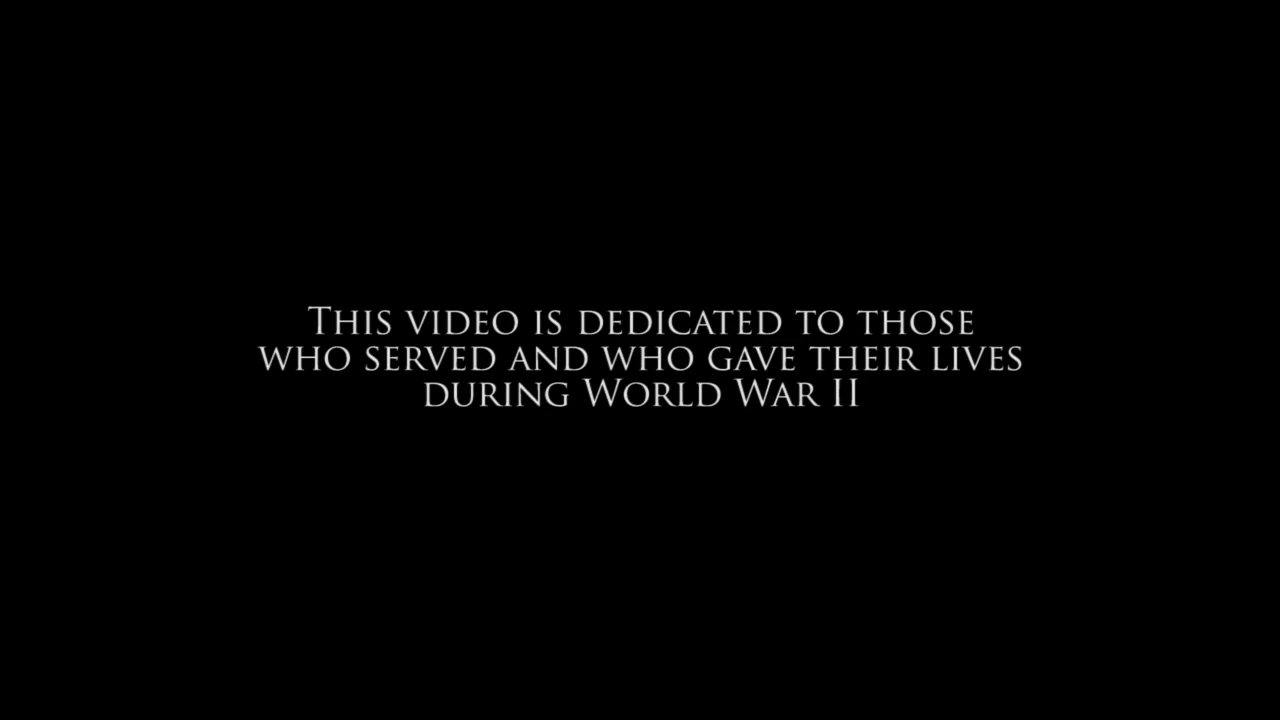 This video is dedicated to those
who served and who gave their lives
during World War II